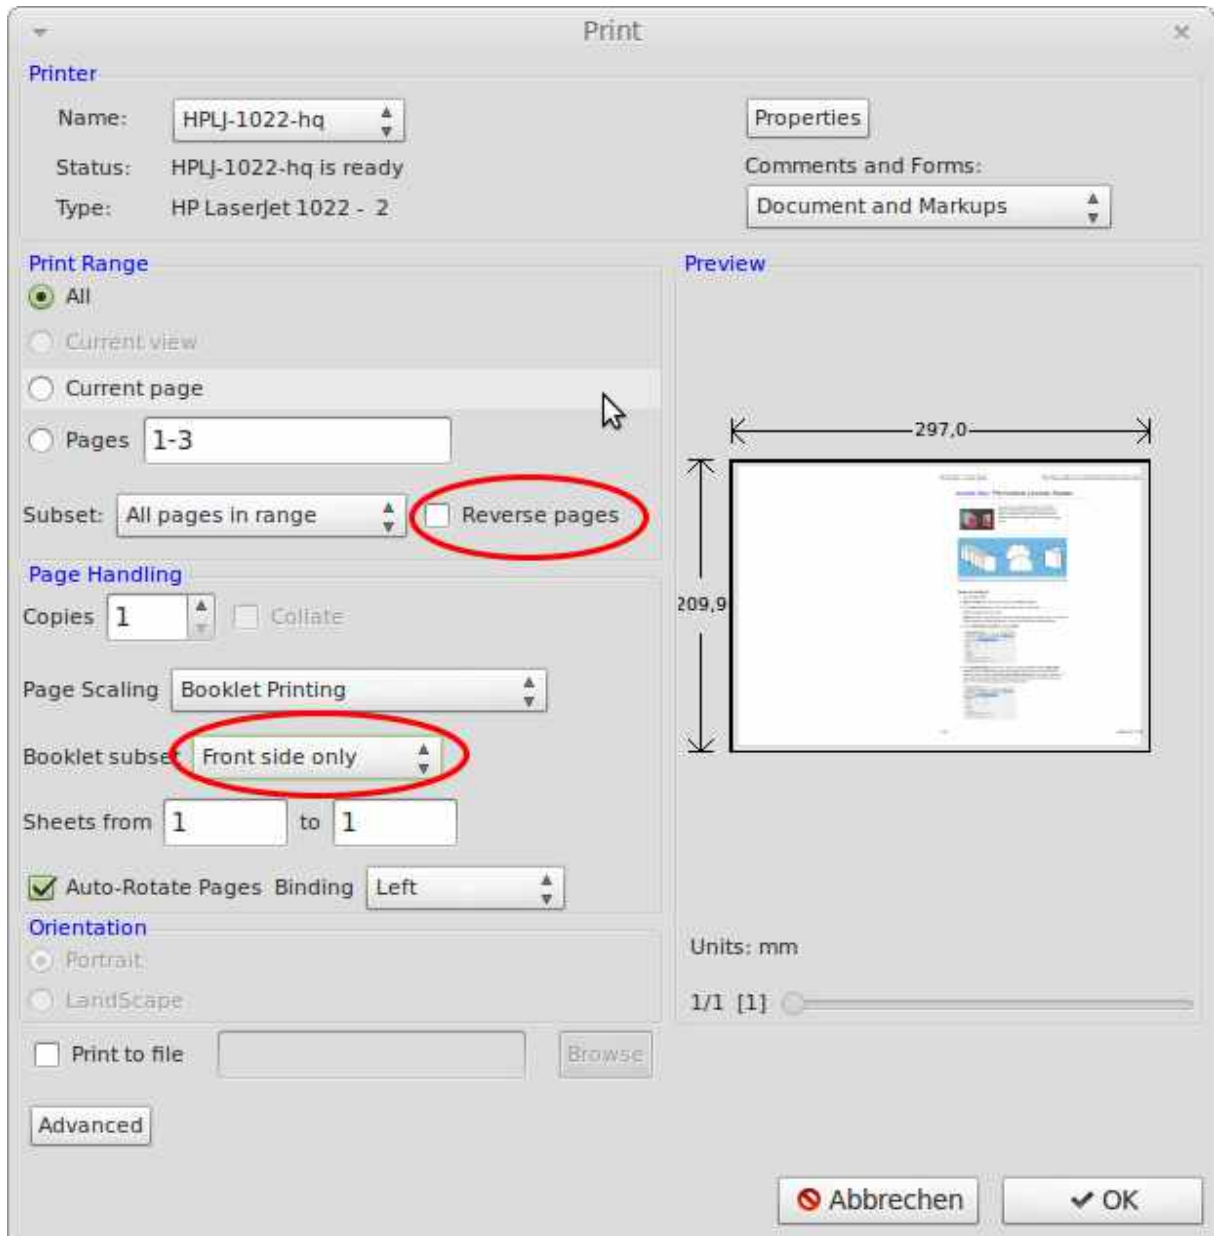 Print
Printer
Name: HPLJ-1022-hq Properties
Status: HPLJ-1022-hq is ready Comments and Forms:
Type: HP LaserJet 1022 - 2 Document and Markups
Print Range
All
Current view
Current page
Pages 1-3
Subset: All pages in range Reverse pages
Page Handling
Copies 1 Collate
Page Scaling Booklet Printing
Booklet subset Front side only
Sheets from 1 to 1
Auto-Rotate Pages Binding Left
Orientation
Portrait
LandScape
Print to file Browse
Advanced
Preview
297,0
209,9
Units: mm
1/1 [1]
Abbrechen OK